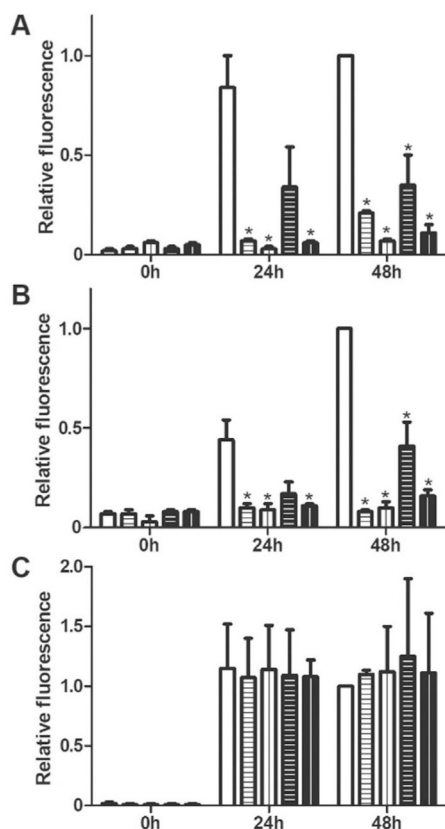 A
Relative fluorescence
1.0
0.5
0
* * *
* * * *
0h 24h 48h
B
Relative fluorescence
1.0
0.5
0
* * *
* * * *
0h 24h 48h
C
Relative fluorescence
2.0
1.5
1.0
0.5
0
0h 24h 48h